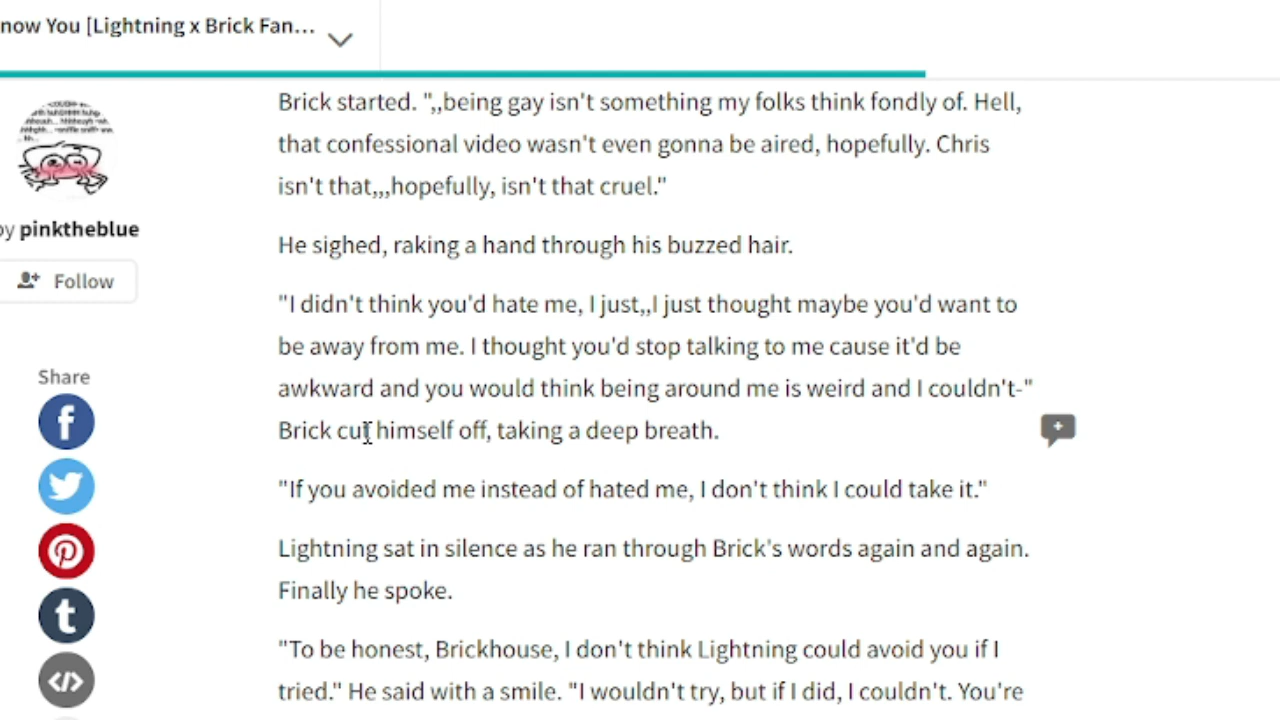 now You [Lightning x Brick Fan...
Brick started. ",,being gay isn't something my folks think fondly of. Hell,
that confessional video wasn't even gonna be aired, hopefully. Chris
isn't that,,,hopefully, isn't that cruel."
by pinktheblue
He sighed, raking a hand through his buzzed hair.
Follow
"I didn't think you'd hate me, I just,,I just thought maybe you'd want to
be away from me. I thought you'd stop talking to me cause it'd be
Share
awkward and you would think being around me is weird and I couldn't-"
Brick cut himself off, taking a deep breath.
"If you avoided me instead of hated me, I don't think I could take it."
Lightning sat in silence as he ran through Brick's words again and again.
Finally he spoke.
"To be honest, Brickhouse, I don't think Lightning could avoid you if I
tried." He said with a smile. "I wouldn't try, but if I did, I couldn't. You're